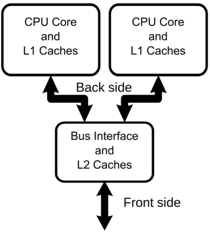 CPU Core
and
L1 Caches
CPU Core
and
L1 Caches
Back side
Bus Interface
and
L2 Caches
Front side